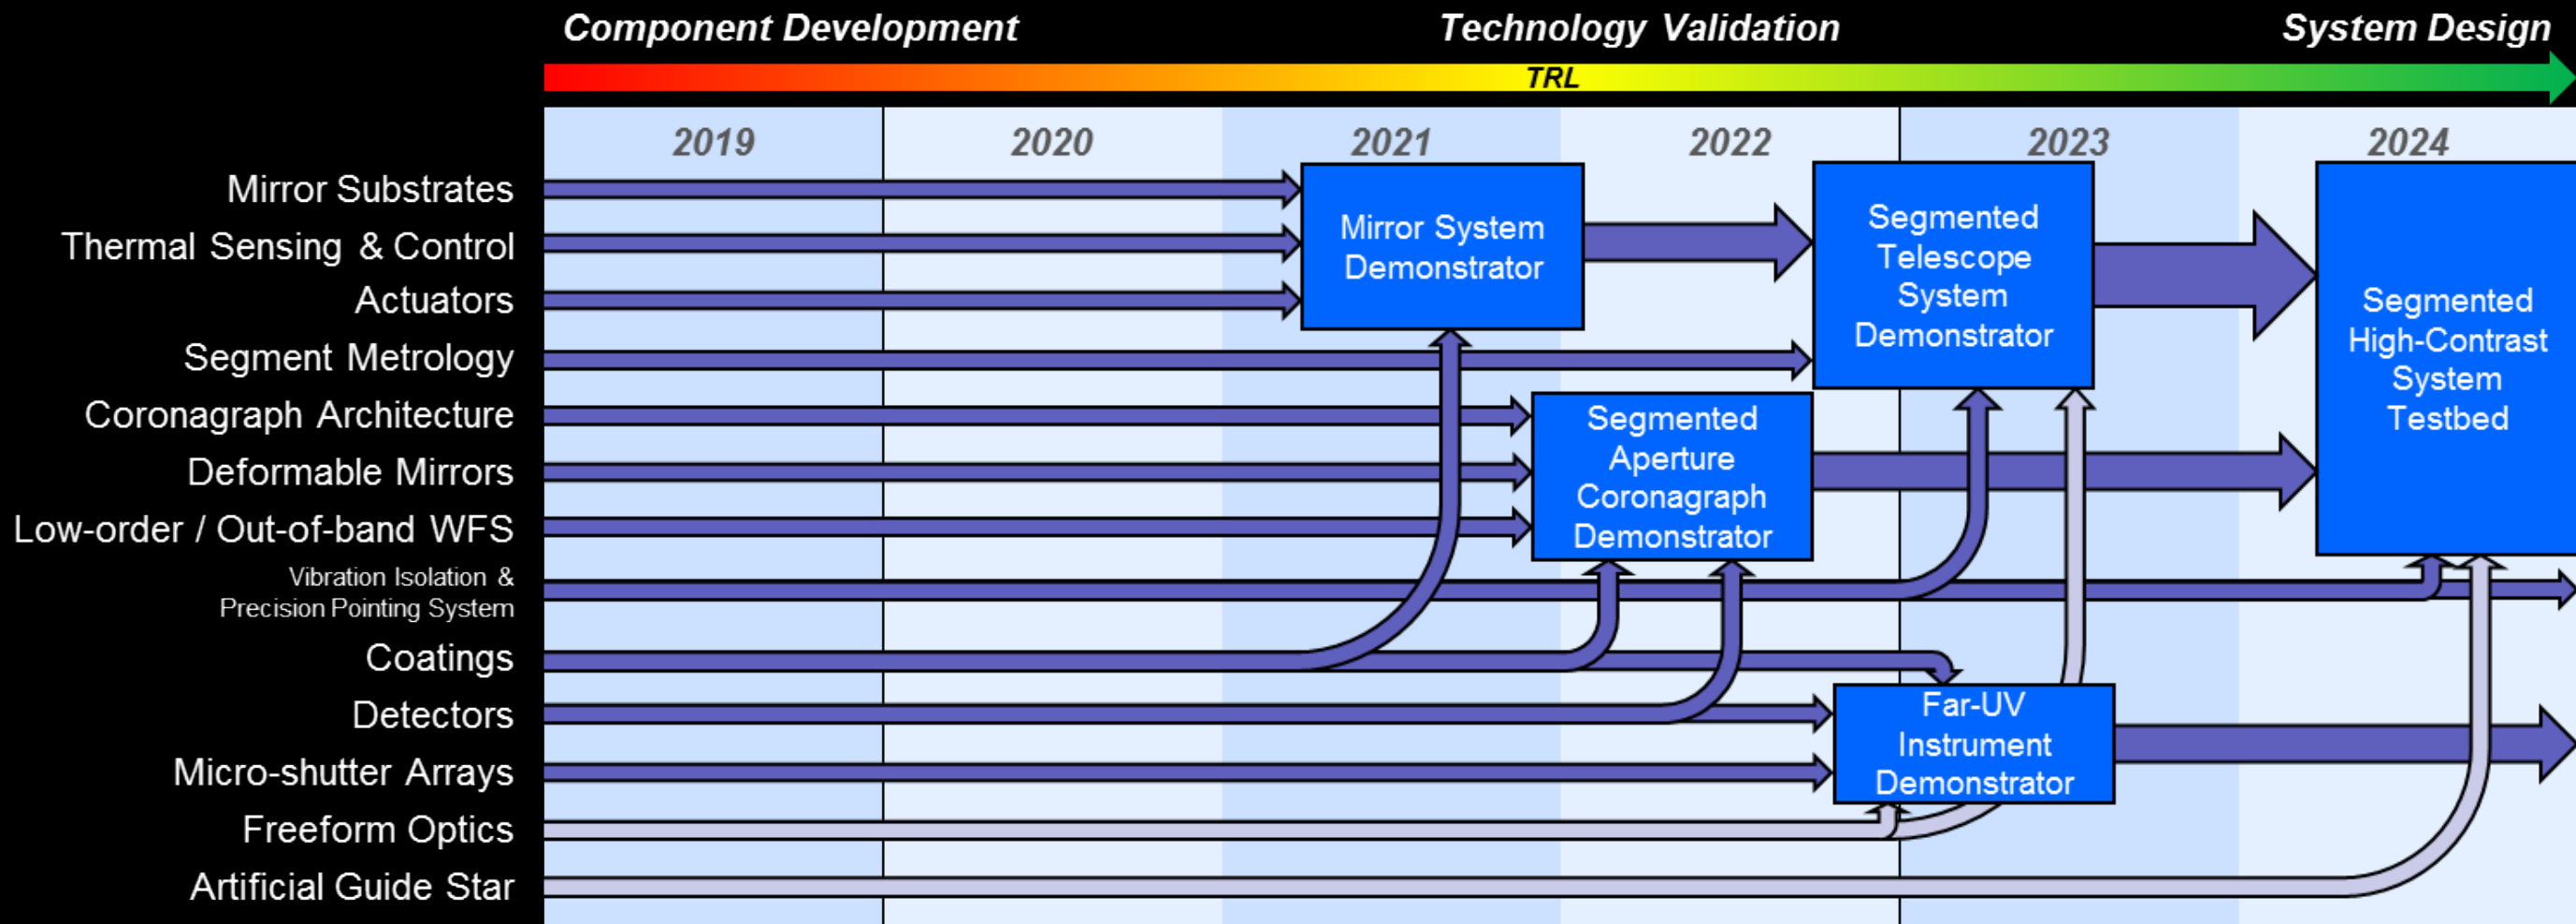 Component Development
Technology Validation
System Design
TRL
2019
2020
2021
2022
2023
2024
Mirror Substrates
Thermal Sensing & Control
Actuators
Segment Metrology
Coronagraph Architecture
Deformable Mirrors
Low-order / Out-of-band WFS
Vibration Isolation &
Precision Pointing System
Coatings
Detectors
Micro-shutter Arrays
Freeform Optics
Artificial Guide Star
Mirror System
Demonstrator
Segmented
Telescope
System
Demonstrator
Segmented
High-Contrast
System
Testbed
Segmented
Aperture
Coronagraph
Demonstrator
Far-UV
Instrument
Demonstrator